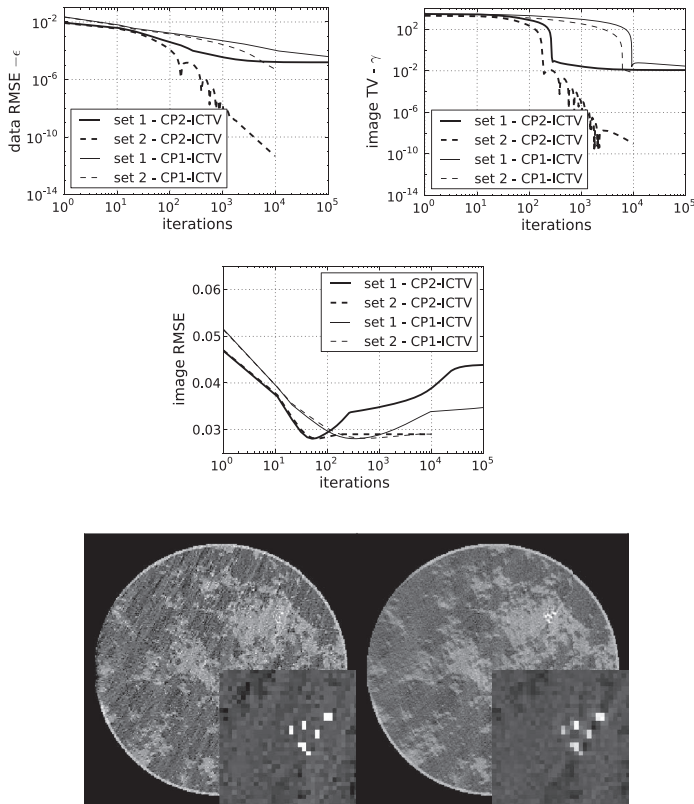 10^-2
10^-6
10^-10
10^-14
data RMSE -ϵ
set 1 - CP2-ICTV
set 2 - CP2-ICTV
set 1 - CP1-ICTV
set 2 - CP1-ICTV
10^0 10^1 10^2 10^3 10^4 10^5
iterations
10^2
10^-2
10^-6
10^-10
10^-14
image TV - γ
set 1 - CP2-ICTV
set 2 - CP2-ICTV
set 1 - CP1-ICTV
set 2 - CP1-ICTV
10^0 10^1 10^2 10^3 10^4 10^5
iterations
0.06
0.05
0.04
0.03
image RMSE
set 1 - CP2-ICTV
set 2 - CP2-ICTV
set 1 - CP1-ICTV
set 2 - CP1-ICTV
10^0 10^1 10^2 10^3 10^4 10^5
iterations